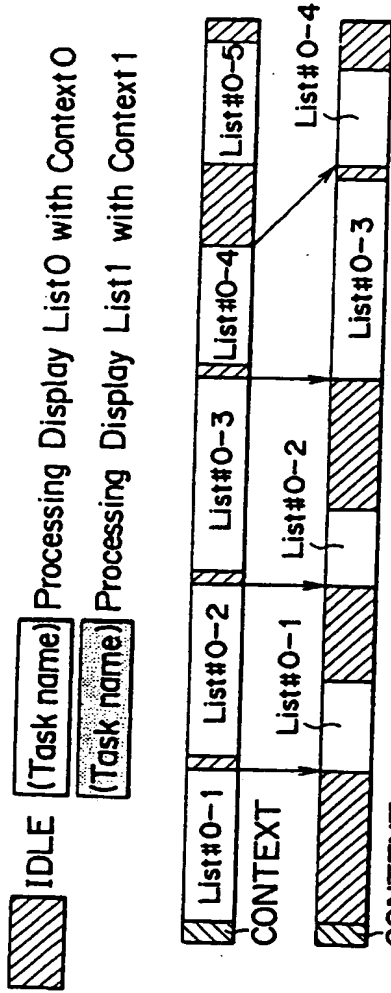 IDLE (Task name) Processing Display List0 with Context0
(Task name) Processing Display List1 with Context1
List#0-1 List#0-2 List#0-3 List#0-4 List#0-5
CONTEXT
List#0-1 List#0-2 List#0-3 List#0-4